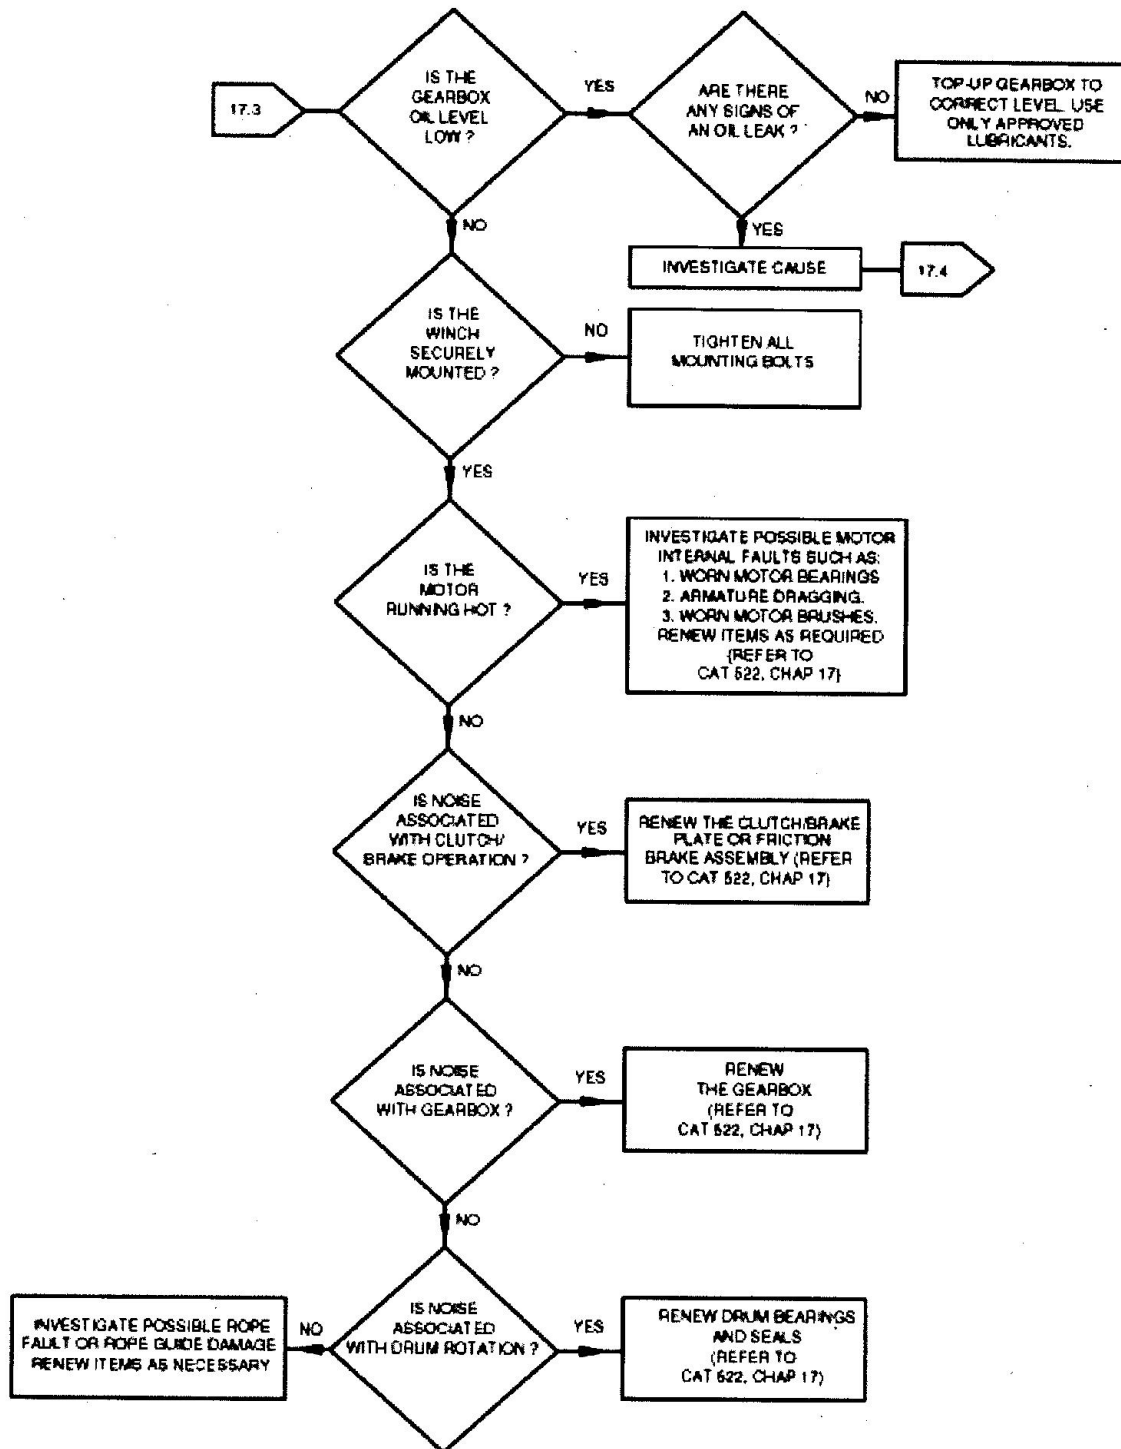 17.3
IS THE
GEARBOX
OIL LEVEL
LOW ?
YES
ARE THERE
ANY SIGNS OF
AN OIL LEAK ?
NO
TOP-UP GEARBOX TO
CORRECT LEVEL. USE
ONLY APPROVED
LUBRICANTS.
NO
YES
INVESTIGATE CAUSE
17.4
IS THE
WINCH
SECURELY
MOUNTED ?
NO
TIGHTEN ALL
MOUNTING BOLTS
YES
IS THE
MOTOR
RUNNING HOT ?
YES
INVESTIGATE POSSIBLE MOTOR
INTERNAL FAULTS SUCH AS:
1. WORN MOTOR BEARINGS
2. ARMATURE DRAGGING.
3. WORN MOTOR BRUSHES.
RENEW ITEMS AS REQUIRED
(REFER TO
CAT 522, CHAP 17)
NO
IS NOISE
ASSOCIATED
WITH CLUTCH/
BRAKE OPERATION ?
YES
RENEW THE CLUTCH/BRAKE
PLATE OR FRICTION
BRAKE ASSEMBLY (REFER
TO CAT 522, CHAP 17)
NO
IS NOISE
ASSOCIATED
WITH GEARBOX ?
YES
RENEW
THE GEARBOX
(REFER TO
CAT 522, CHAP 17)
NO
IS NOISE
ASSOCIATED
WITH DRUM ROTATION ?
NO
INVESTIGATE POSSIBLE ROPE
FAULT OR ROPE GUIDE DAMAGE
RENEW ITEMS AS NECESSARY
YES
RENEW DRUM BEARINGS
AND SEALS
(REFER TO
CAT 522, CHAP 17)